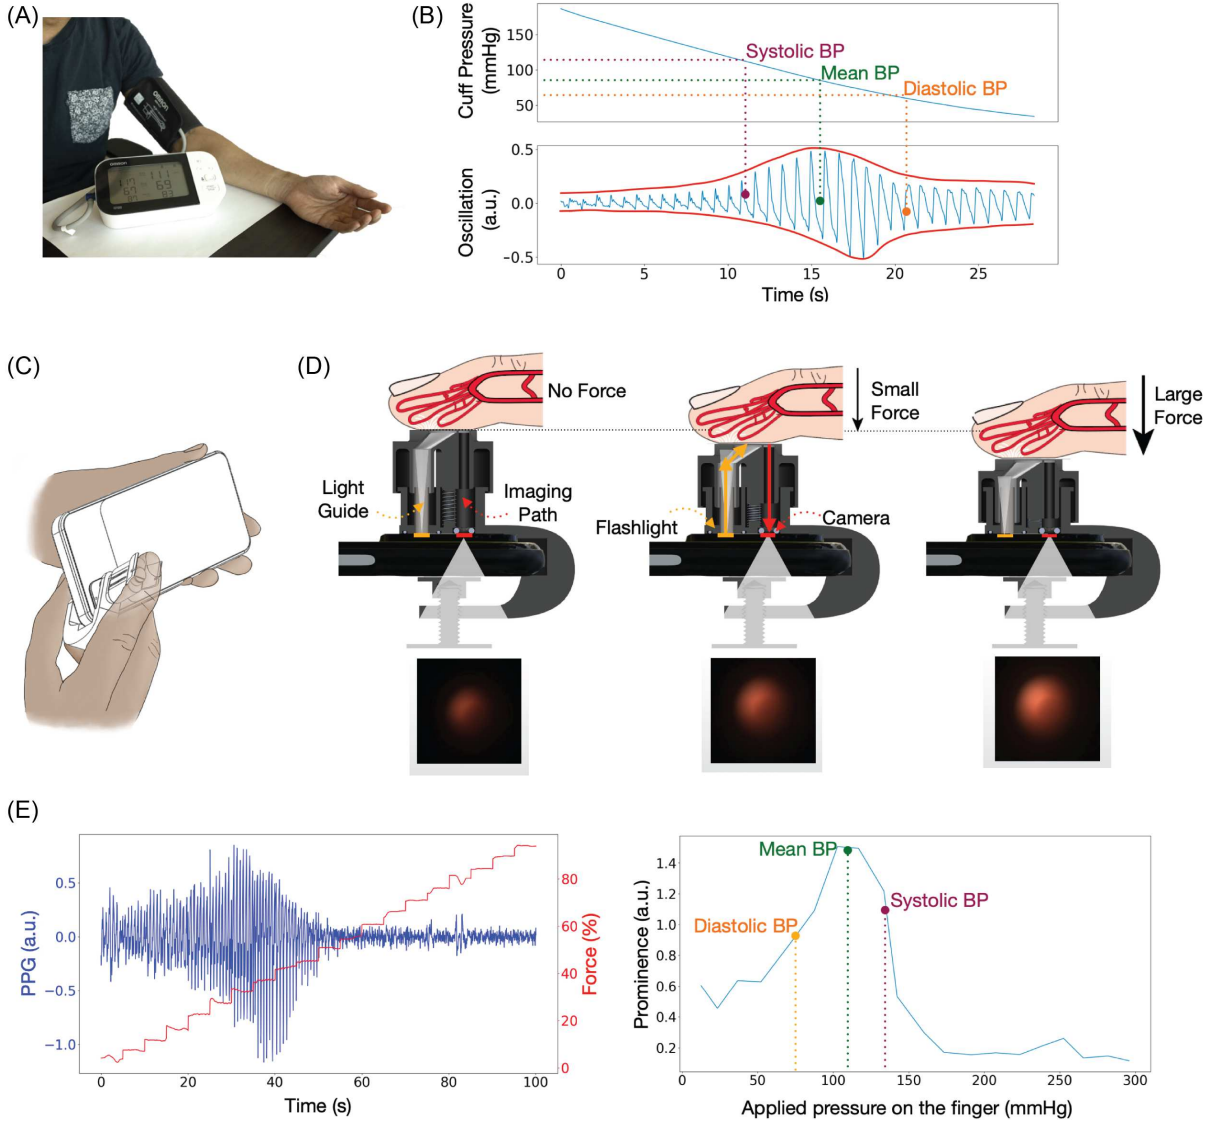 (A)
(B)
Cuff Pressure
(mmHg)
150
100
50
Systolic BP
Mean BP
Diastolic BP
Oscillation
(a.u.)
0.5
0.0
−0.5
0 5 10 15 20 25
Time (s)
(C)
(D)
No Force
Small
Force
Large
Force
Light
Guide
Imaging
Path
Flashlight
Camera
(E)
PPG (a.u.)
0.5
0.0
−0.5
−1.0
80
60
40
20
0
Force (%)
0 20 40 60 80 100
Time (s)
Prominence (a.u.)
1.4
1.2
1.0
0.8
0.6
0.4
0.2
Mean BP
Systolic BP
Diastolic BP
0 50 100 150 200 250 300
Applied pressure on the finger (mmHg)